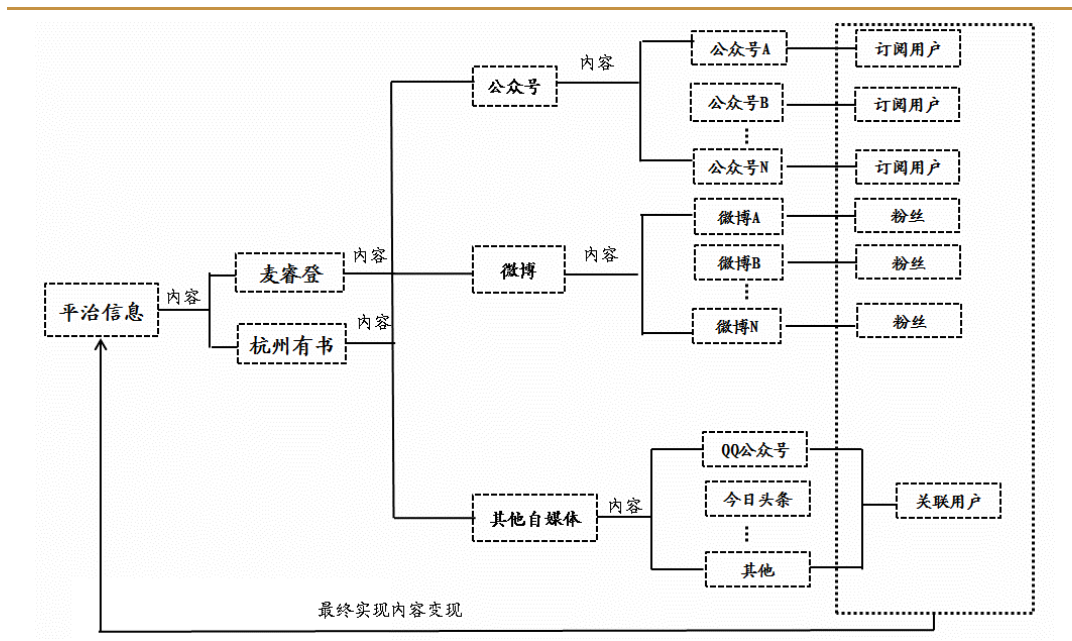 公众号A
订阅用户
内容
公众号
公众号B
订阅用户
公众号N
订阅用户
微博A
粉丝
内容
麦睿登
内容
微博
内容
微博B
粉丝
平治信息
内容
杭州有书
微博N
粉丝
QQ公众号
其他自媒体
内容
今日头条
关联用户
其他
最终实现内容变现